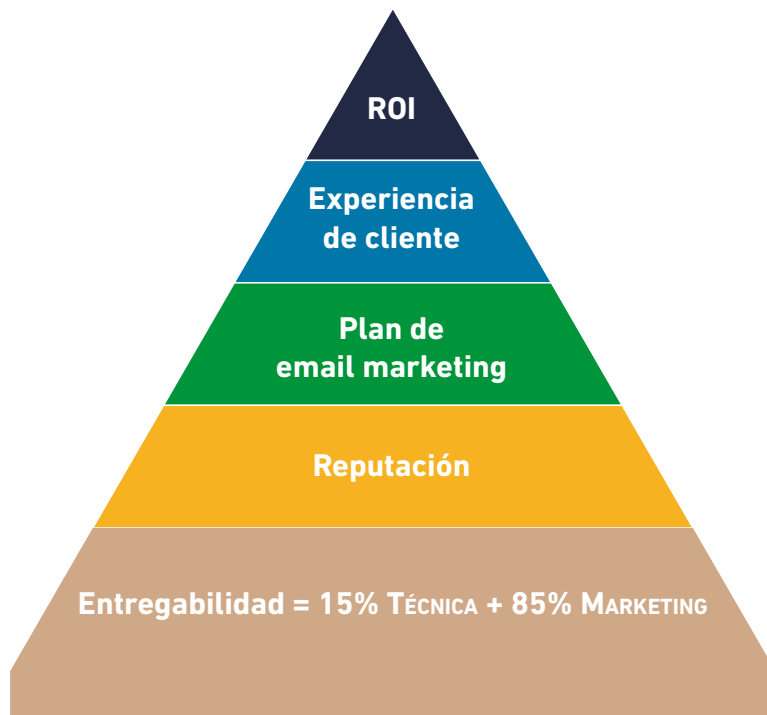 ROI
Experiencia
de cliente
Plan de
email marketing
Reputación
Entregabilidad = 15% TÉCNICA + 85% MARKETING